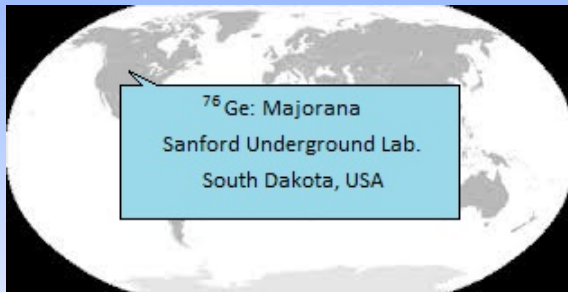 ⁷⁶Ge: Majorana
Sanford Underground Lab.
South Dakota, USA